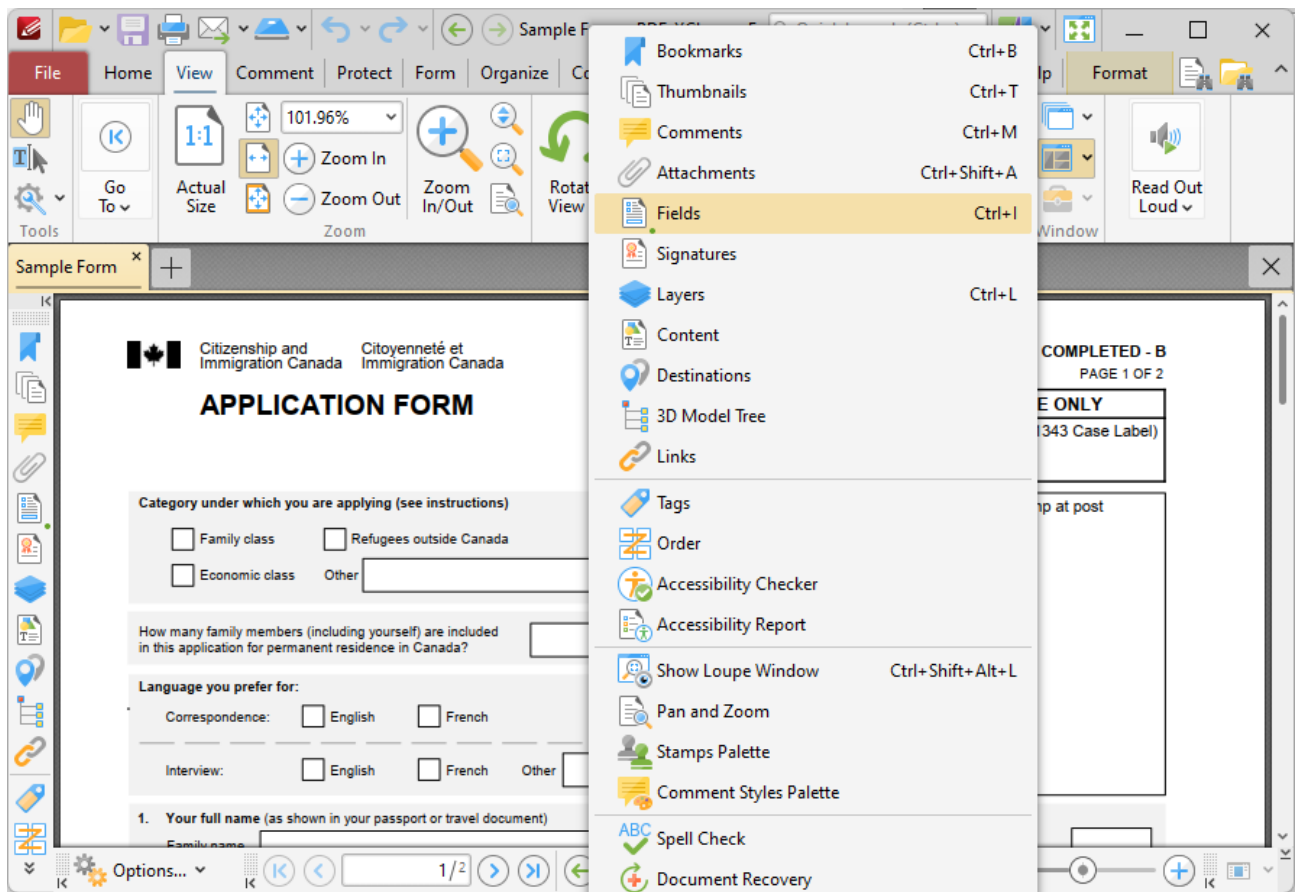 Sample F
File
Home
View
Comment
Protect
Form
Organize
Format
101.96%
1:1
Zoom In
Zoom Out
Go To
Actual Size
Zoom In/Out
View
Read Out Loud
Tools
Zoom
Window
Bookmarks Ctrl+B
Thumbnails Ctrl+T
Comments Ctrl+M
Attachments Ctrl+Shift+A
Fields Ctrl+I
Signatures
Layers Ctrl+L
Content
Destinations
3D Model Tree
Links
Tags
Order
Accessibility Checker
Accessibility Report
Show Loupe Window Ctrl+Shift+Alt+L
Pan and Zoom
Stamps Palette
Comment Styles Palette
ABC Spell Check
Document Recovery
Sample Form
Citizenship and Immigration Canada
Citoyenneté et Immigration Canada
COMPLETED - B
PAGE 1 OF 2
APPLICATION FORM
E ONLY
1343 Case Label)
Category under which you are applying (see instructions)
at post
Family class Refugees outside Canada
Economic class Other
How many family members (including yourself) are included
in this application for permanent residence in Canada?
Language you prefer for:
Correspondence: English French
Interview: English French Other
1. Your full name (as shown in your passport or travel document)
Family name
Options...
1/2